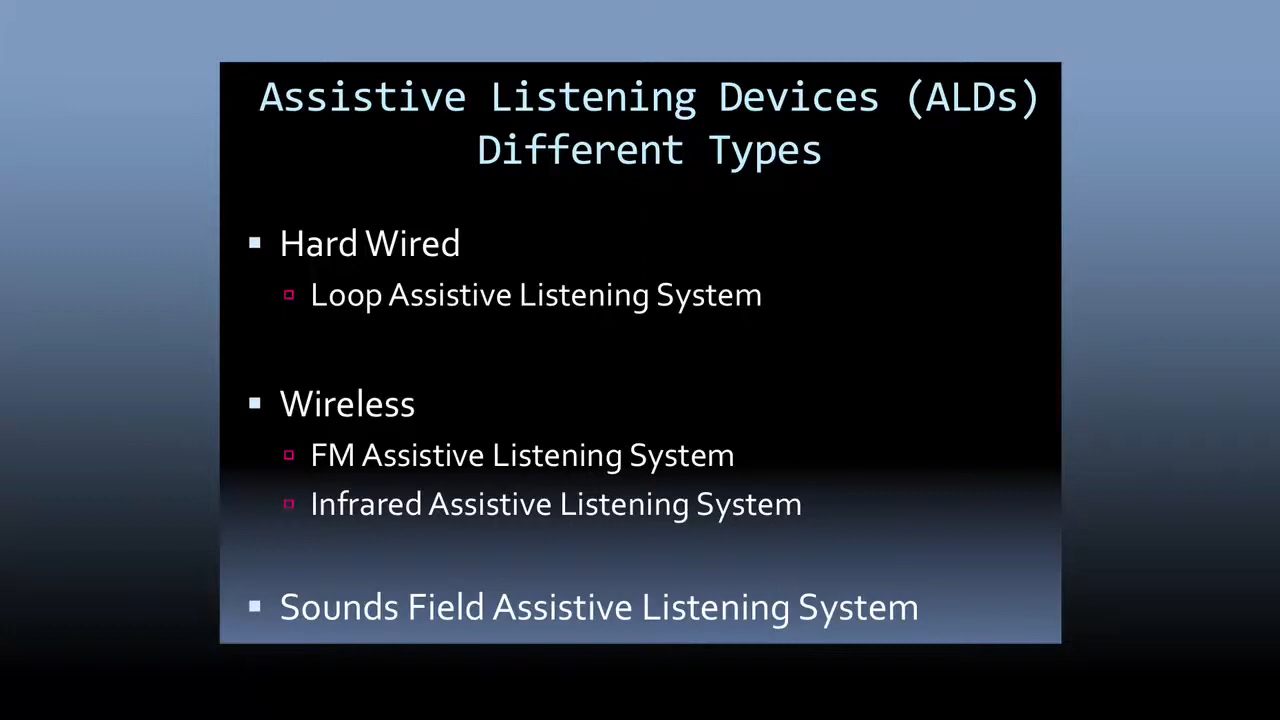 Assistive Listening Devices (ALDs)
Different Types
Hard Wired
Loop Assistive Listening System
Wireless
FM Assistive Listening System
Infrared Assistive Listening System
Sounds Field Assistive Listening System